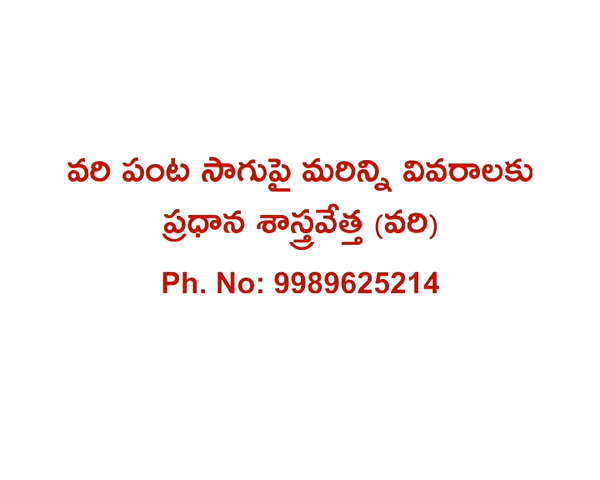 వరి పంట సాగుపై మరిన్ని వివరాలకు
ప్రధాన శాస్త్రవేత్త (వరి)
Ph. No: 9989625214